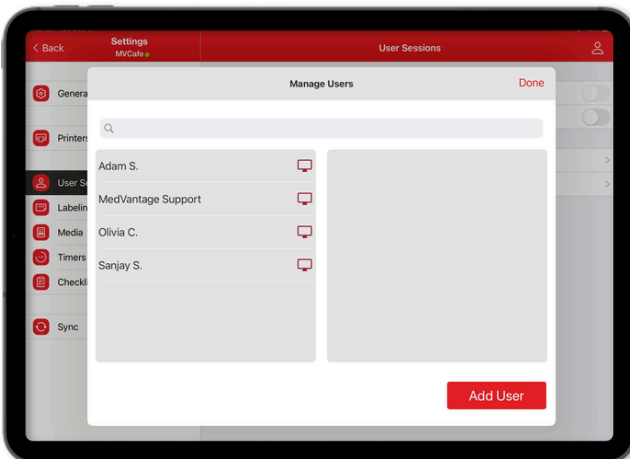 < Back
Settings
MVCafe
User Sessions
Manage Users
Done
Genera
Printers
User Se
Labelin
Media
Timers
Checkl
Sync
Adam S.
MedVantage Support
Olivia C.
Sanjay S.
Add User